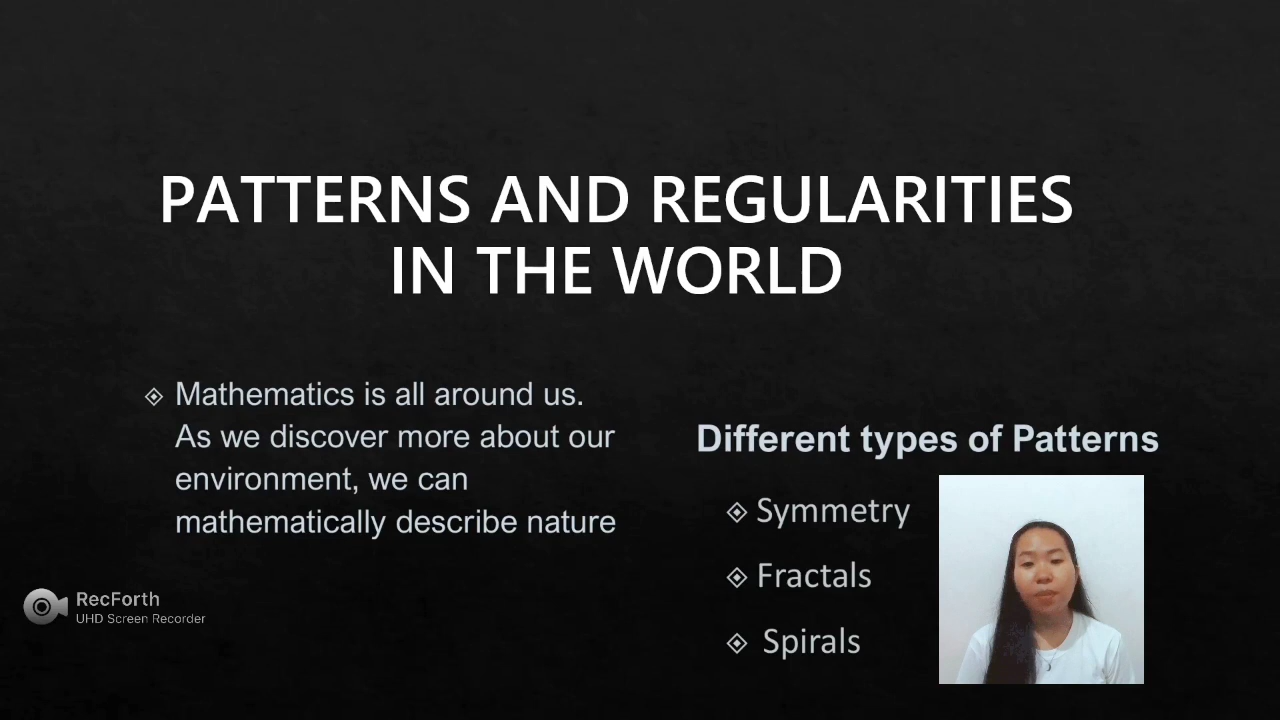 PATTERNS AND REGULARITIES
IN THE WORLD
Mathematics is all around us.
As we discover more about our
environment, we can
mathematically describe nature
Different types of Patterns
Symmetry
Fractals
Spirals
RecForth
UHD Screen Recorder